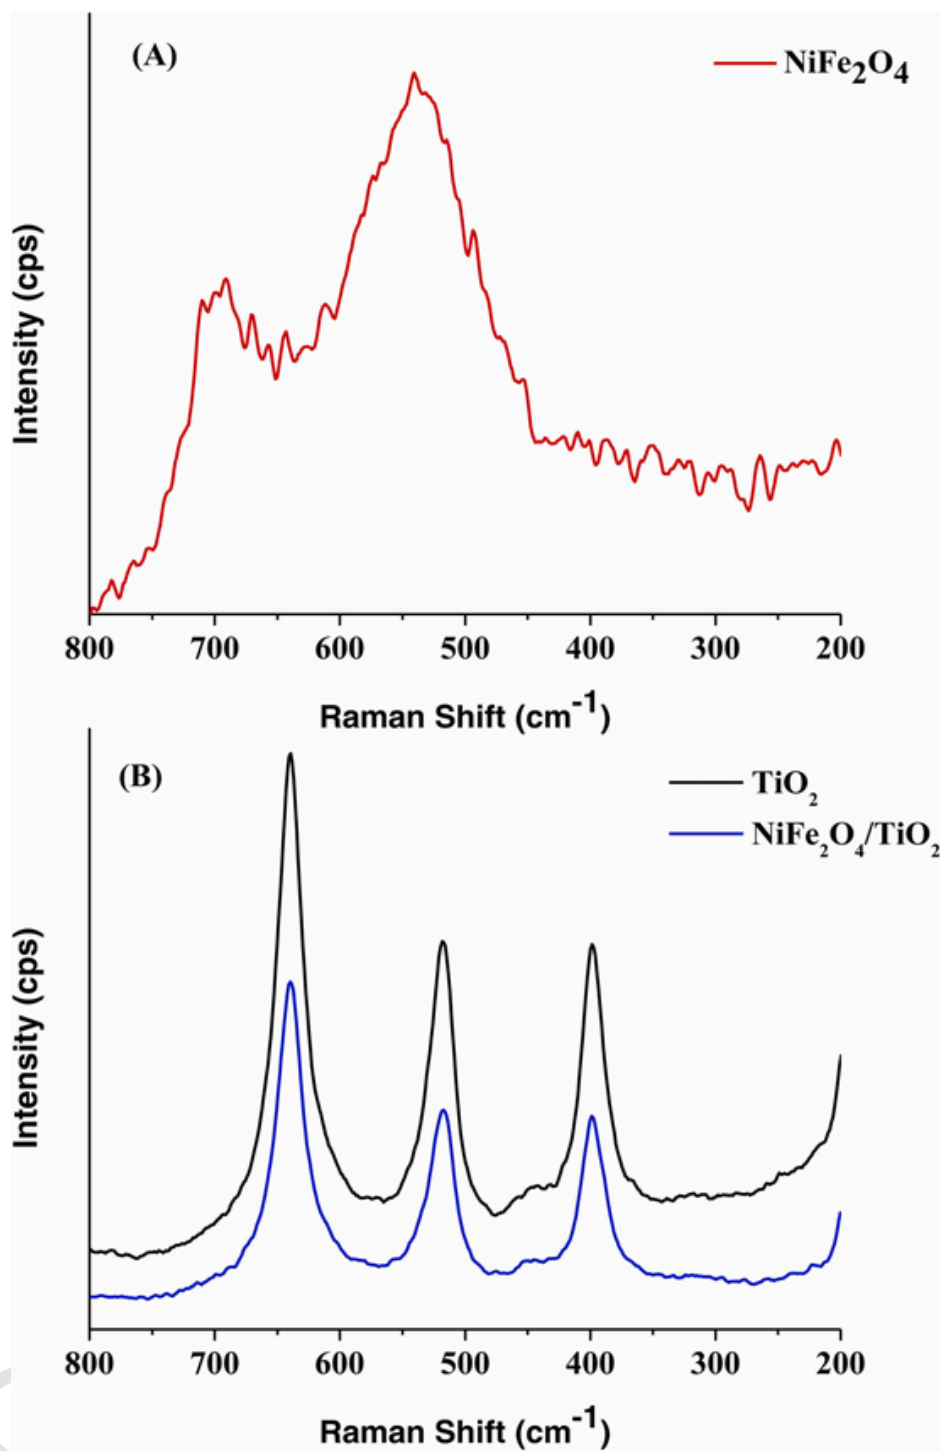 (A)
NiFe₂O₄
Intensity (cps)
800 700 600 500 400 300 200
Raman Shift (cm⁻¹)
(B)
TiO₂
NiFe₂O₄/TiO₂
Intensity (cps)
800 700 600 500 400 300 200
Raman Shift (cm⁻¹)